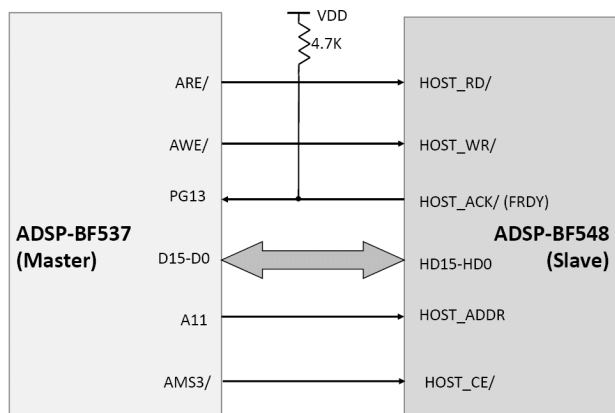 VDD
4.7K
ARE/ HOST_RD/
AWE/ HOST_WR/
PG13 HOST_ACK/ (FRDY)
ADSP-BF537
(Master)
ADSP-BF548
(Slave)
D15-D0 HD15-HD0
A11 HOST_ADDR
AMS3/ HOST_CE/